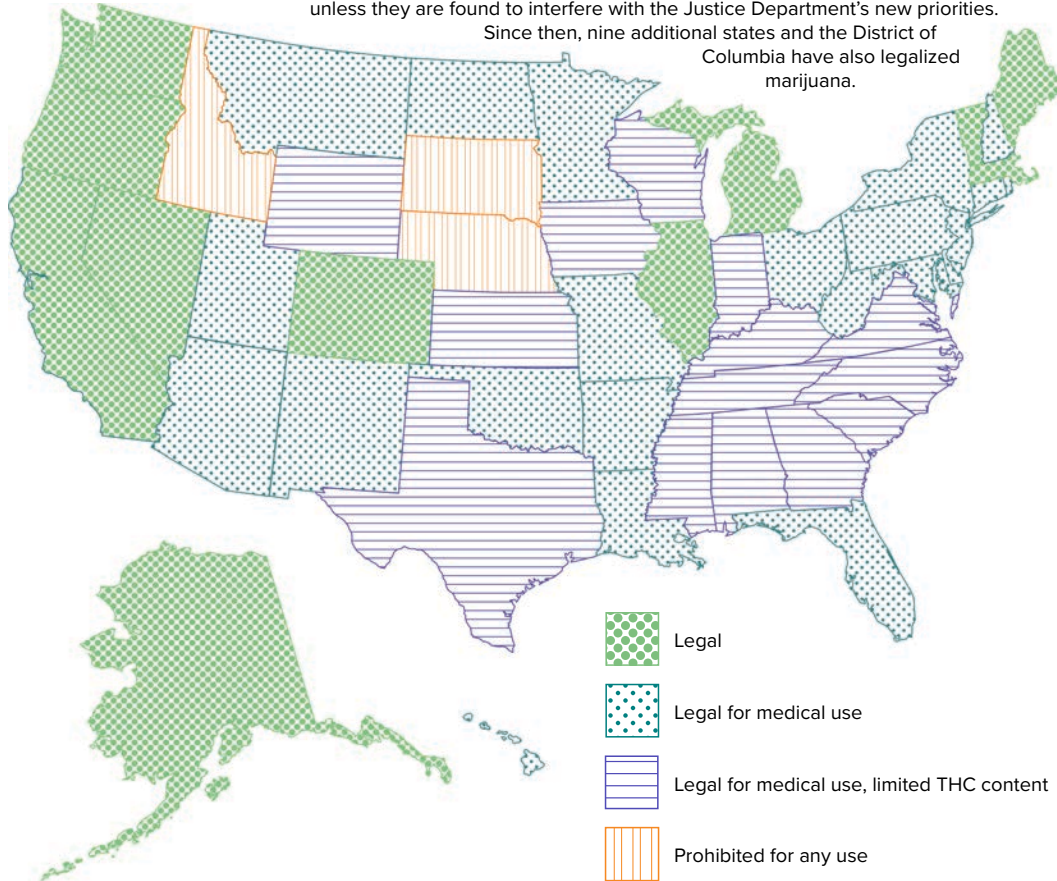 unless they are found to interfere with the Justice Department’s new priorities.
Since then, nine additional states and the District of
Columbia have also legalized
marijuana.
Legal
Legal for medical use
Legal for medical use, limited THC content
Prohibited for any use